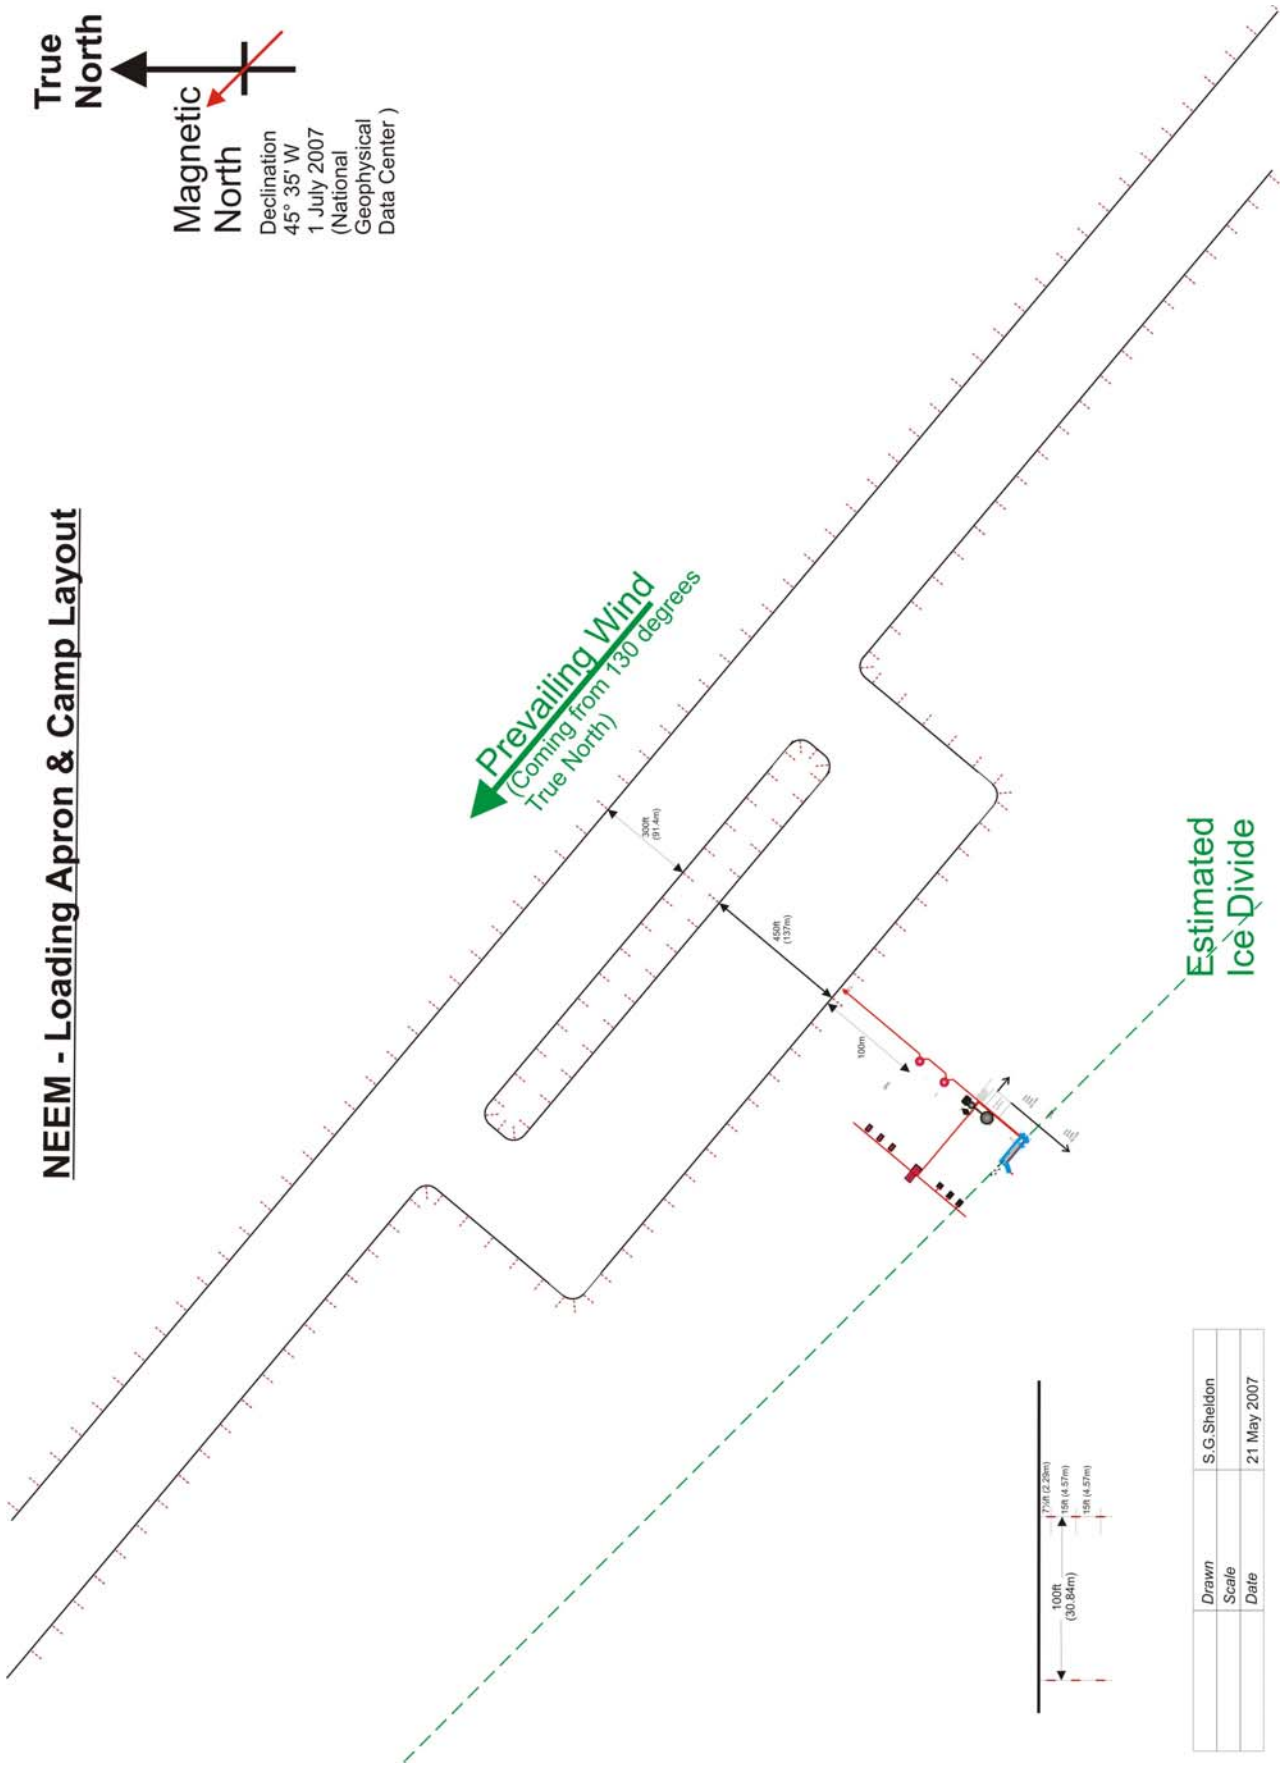 NEEM - Loading Apron & Camp Layout
True
North
Magnetic
North
Declination
45° 35' W
1 July 2007
(National
Geophysical
Data Center )
Prevailing Wind
(Coming from 130 degrees
True North)
300ft
(91.4m)
450ft
(137m)
100m
Estimated
Ice Divide
7½ft (2.29m)
15ft (4.57m)
15ft (4.57m)
100ft
(30.84m)
Drawn S.G.Sheldon
Scale
Date 21 May 2007